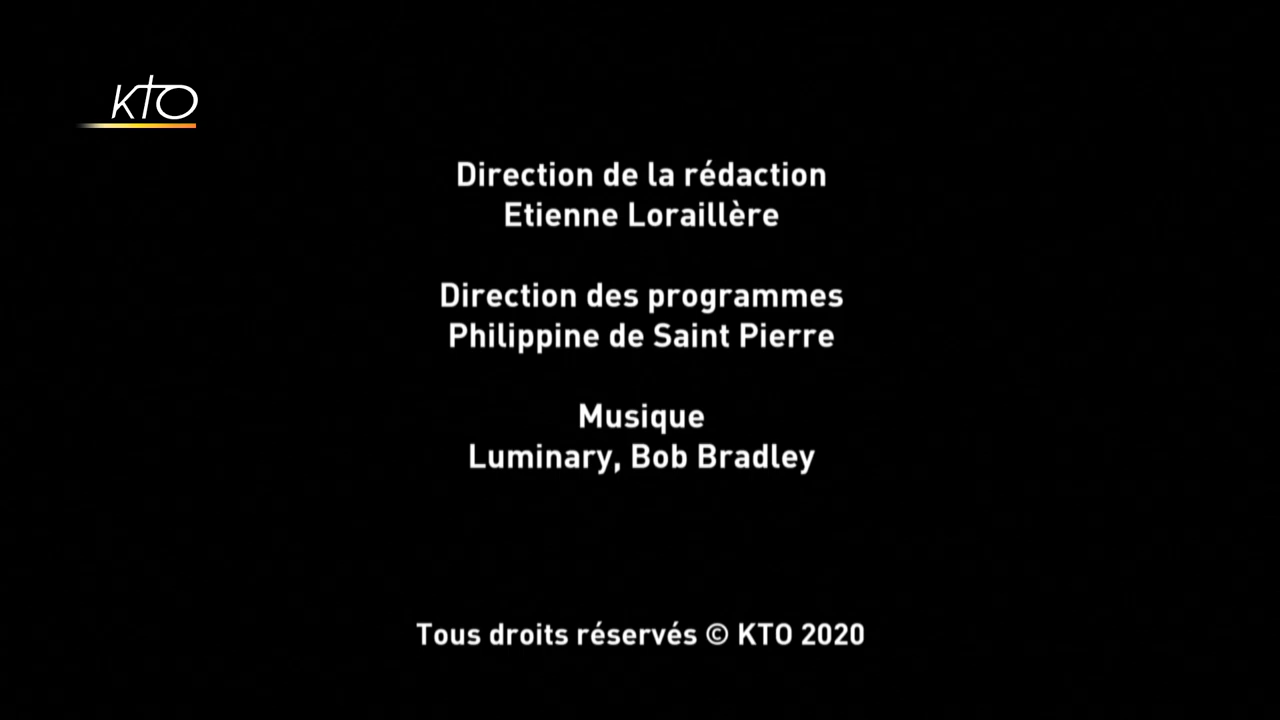 KTO
Direction de la rédaction
Etienne Loraillère
Direction des programmes
Philippine de Saint Pierre
Musique
Luminary, Bob Bradley
Tous droits réservés © KTO 2020